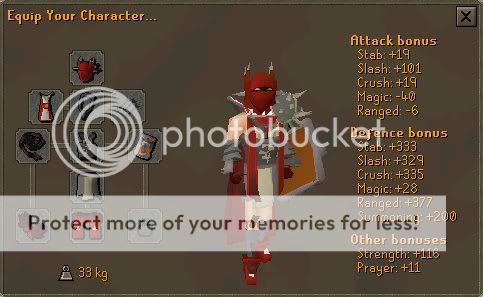 Equip Your Character...
Attack bonus
Stab: +19
Slash: +101
Crush: +19
Magic: -40
Ranged: -6
photobucket
Defence bonus
Stab: +333
Slash: +329
Crush: +335
Magic: +28
Ranged: +377
Summoning: +200
Protect more of your memories for less!
Other bonuses
Strength: +116
Prayer: +11
33 kg